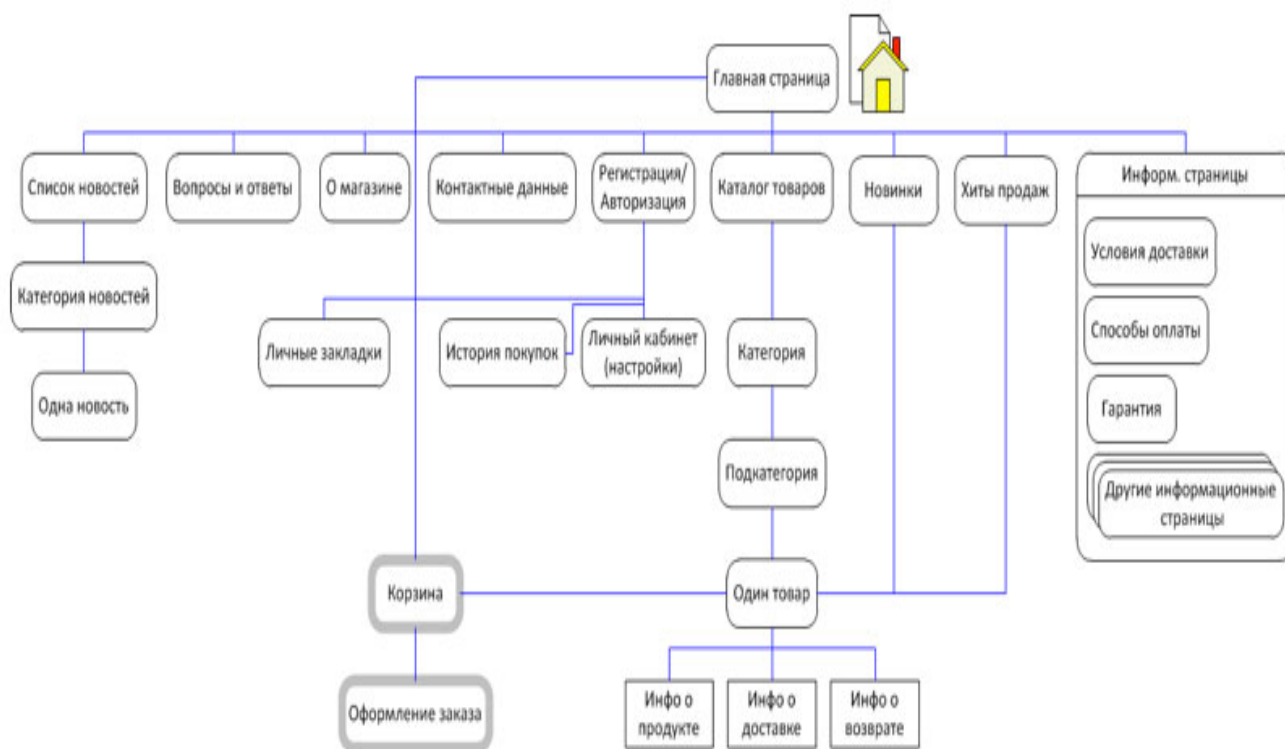 Главная страница
Список новостей
Вопросы и ответы
О магазине
Контактные данные
Регистрация/
Авторизация
Каталог товаров
Новинки
Хиты продаж
Информ. страницы
Условия доставки
Способы оплаты
Гарантия
Другие информационные
страницы
Категория новостей
Одна новость
Личные закладки
История покупок
Личный кабинет
(настройки)
Категория
Подкатегория
Корзина
Один товар
Оформление заказа
Инфо о
продукте
Инфо о
доставке
Инфо о
возврате